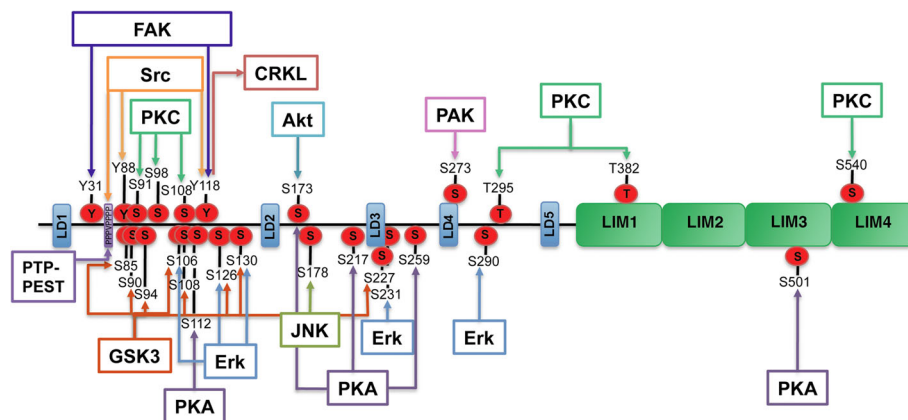 FAK
Src
CRKL
PKC
Akt
PAK
PKC
PKC
Y31
Y88
S91
S98
S108
Y118
S173
S273
T295
T382
S540
Y
Y
S
S
S
Y
S
S
T
T
S
LD1
PPPVPPPP
LD2
LD3
LD4
LD5
LIM1
LIM2
LIM3
LIM4
S
S
S
S
S
S
S
S
S
S
S
S
S
PTP-
PEST
S85
S90
S94
S106
S108
S112
S126
S130
S178
S217
S227
S231
S259
S290
S501
GSK3
Erk
JNK
Erk
Erk
PKA
PKA
PKA